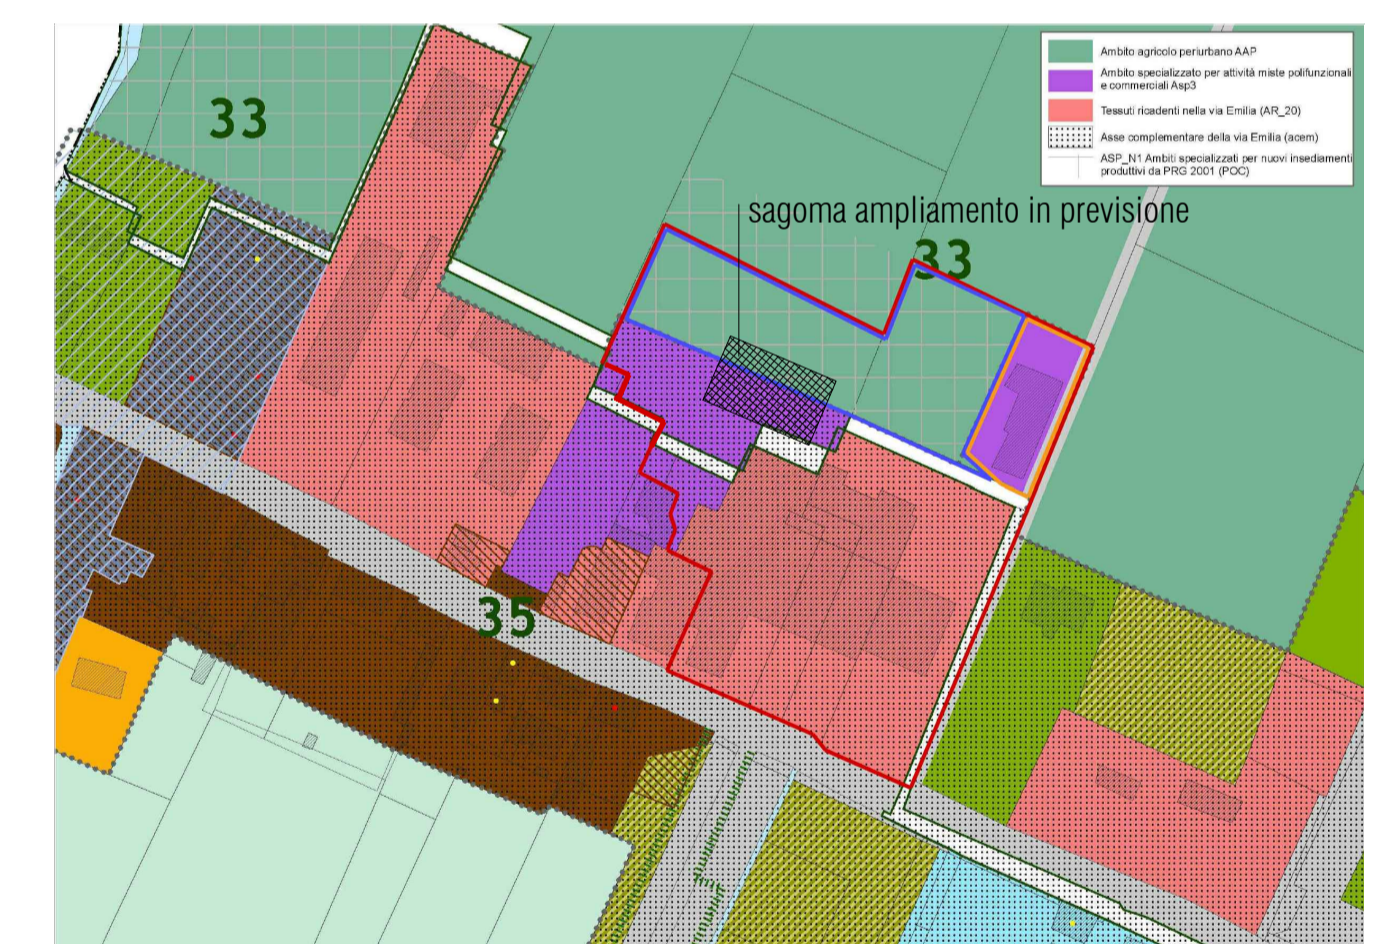 Ambito agricolo periurbano AAP
Ambito specializzato per attività miste polifunzionali
e commerciali Asp3
Tessuti ricadenti nella via Emilia (AR_20)
Asse complementare della via Emilia (acem)
ASP_N1 Ambiti specializzati per nuovi insediamenti
produttivi da PRG 2001 (POC)
33
sagoma ampliamento in previsione
33
35